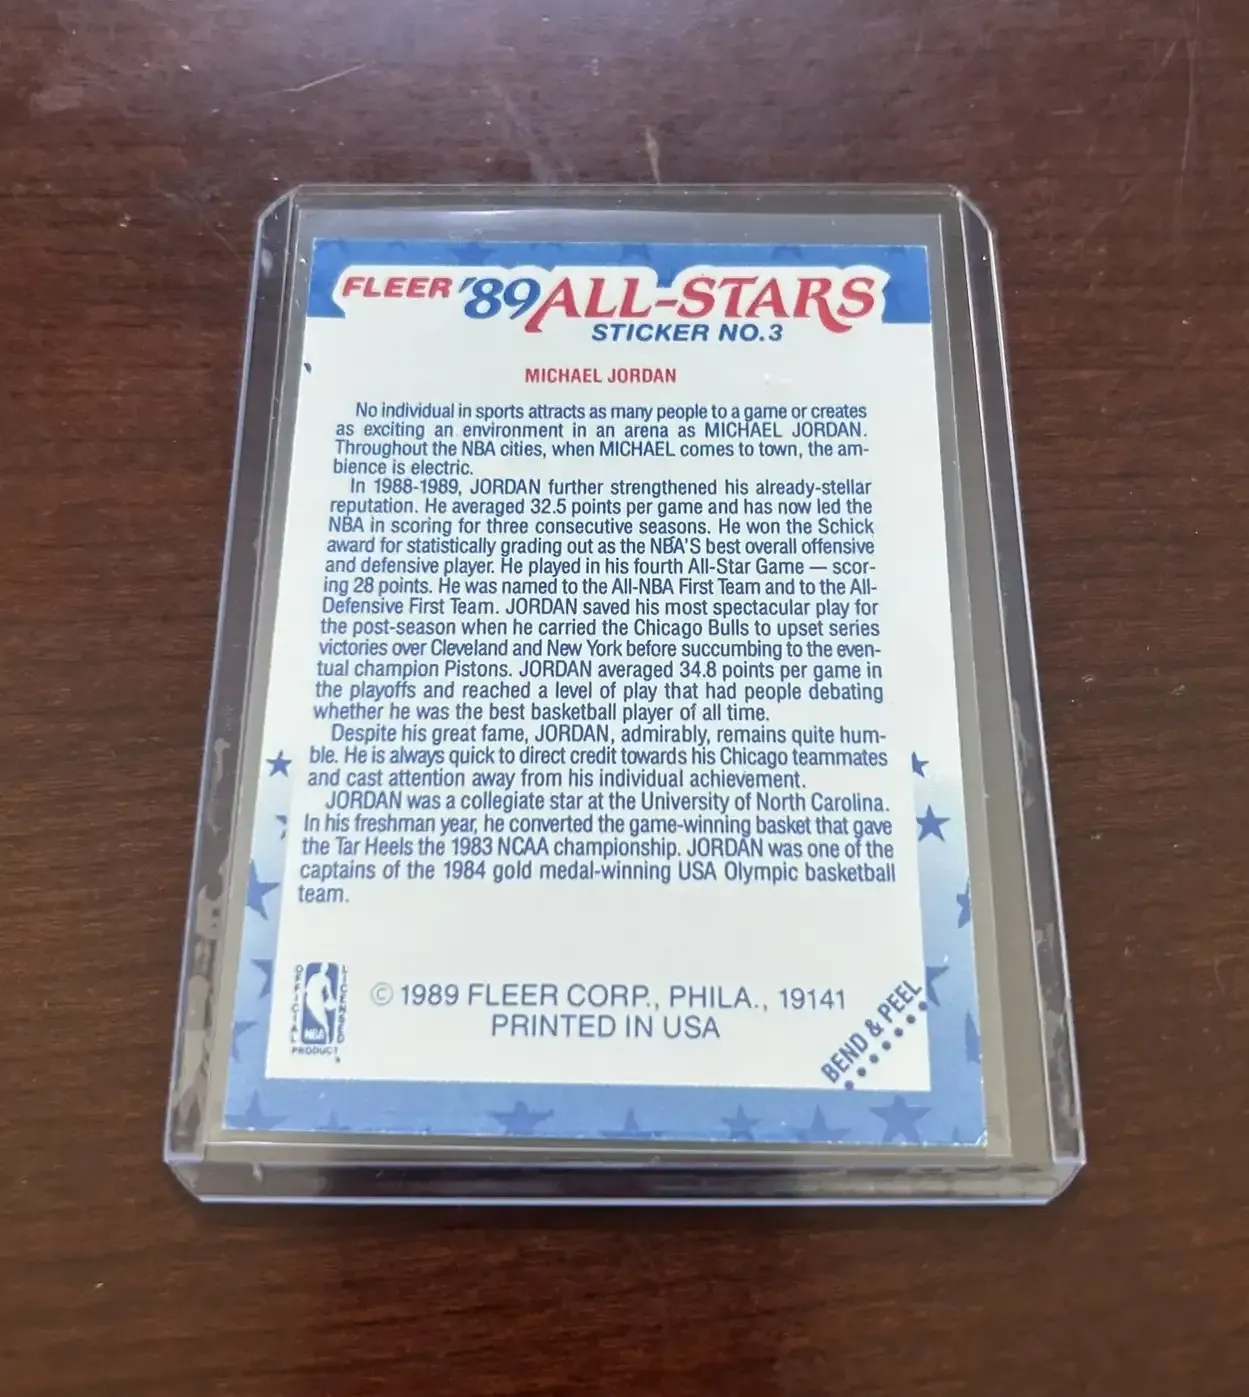 FLEER '89 ALL-STARS
STICKER NO.3
MICHAEL JORDAN
No individual in sports attracts as many people to a game or creates
as exciting an environment in an arena as MICHAEL JORDAN.
Throughout the NBA cities, when MICHAEL comes to town, the am-
bience is electric.
In 1988-1989, JORDAN further strengthened his already-stellar
reputation. He averaged 32.5 points per game and has now led the
NBA in scoring for three consecutive seasons. He won the Schick
award for statistically grading out as the NBA'S best overall offensive
and defensive player. He played in his fourth All-Star Game — scor-
ing 28 points. He was named to the All-NBA First Team and to the All-
Defensive First Team. JORDAN saved his most spectacular play for
the post-season when he carried the Chicago Bulls to upset series
victories over Cleveland and New York before succumbing to the even-
tual champion Pistons. JORDAN averaged 34.8 points per game in
the playoffs and reached a level of play that had people debating
whether he was the best basketball player of all time.
Despite his great fame, JORDAN, admirably, remains quite hum-
ble. He is always quick to direct credit towards his Chicago teammates
and cast attention away from his individual achievement.
JORDAN was a collegiate star at the University of North Carolina.
In his freshman year, he converted the game-winning basket that gave
the Tar Heels the 1983 NCAA championship. JORDAN was one of the
captains of the 1984 gold medal-winning USA Olympic basketball
team.
OFFICIAL
LICENSED
NBA
PRODUCT
© 1989 FLEER CORP., PHILA., 19141
PRINTED IN USA
BEND & PEEL